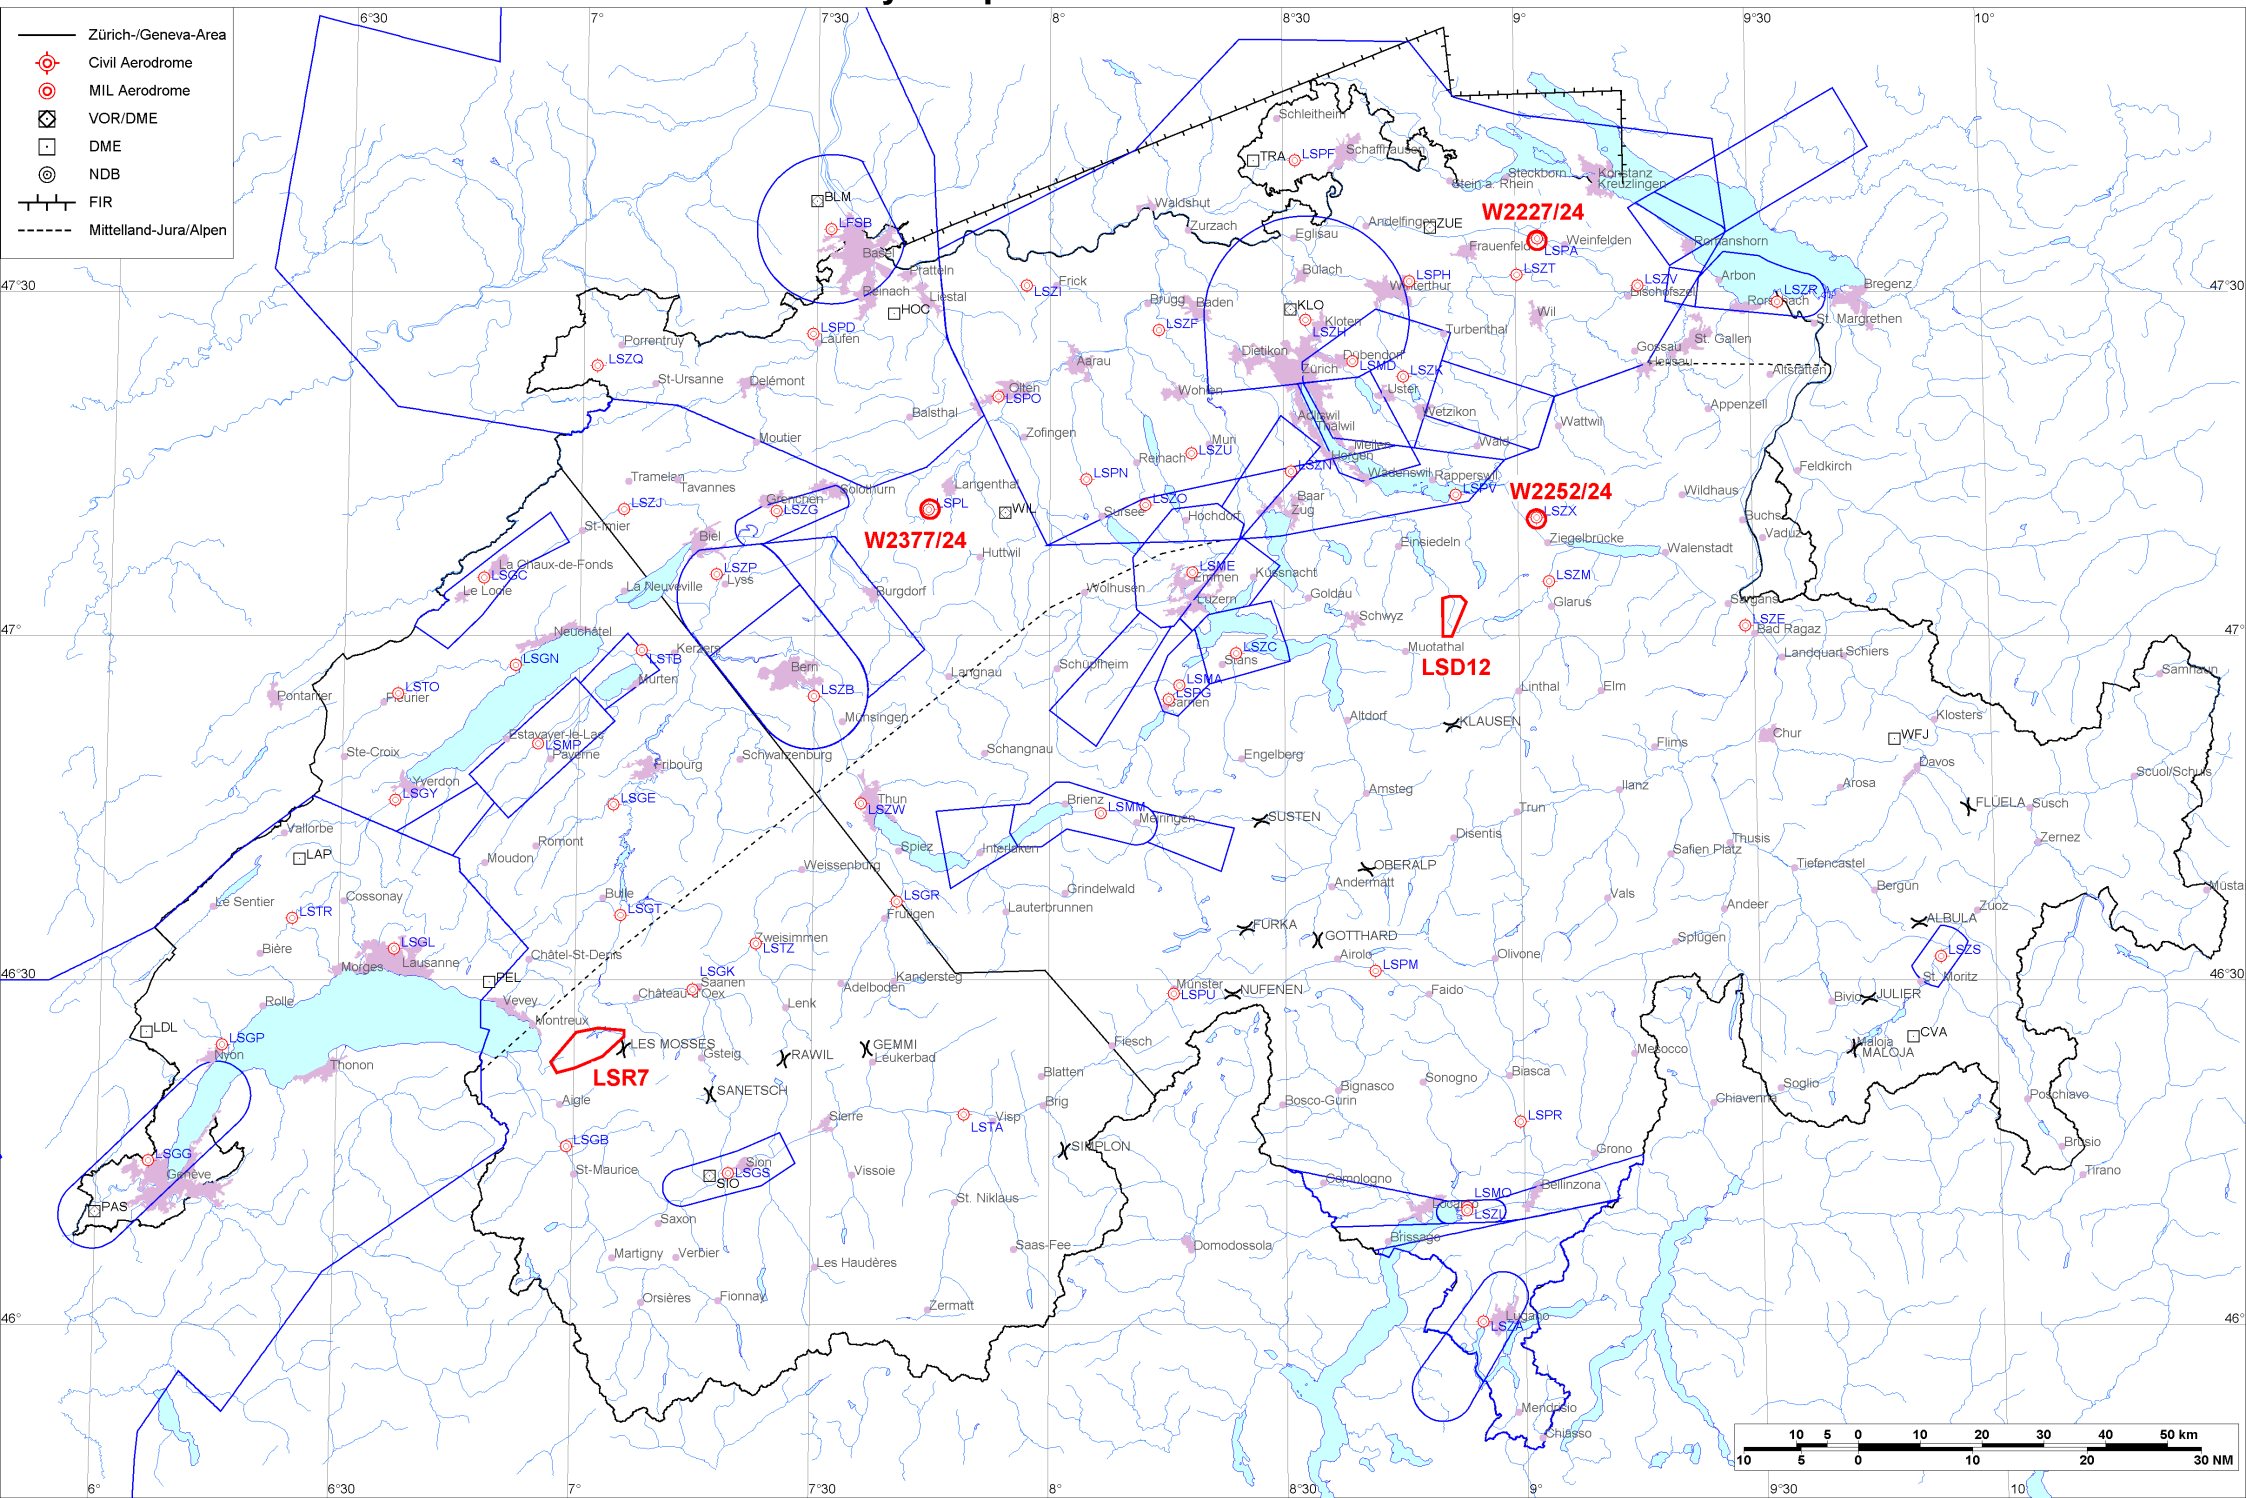 6°30
7°
7°30
8°
8°30
9°
9°30
10°
Zürich-/Geneva-Area
Civil Aerodrome
MIL Aerodrome
VOR/DME
DME
NDB
FIR
Mittelland-Jura/Alpen
Schleitheim
TRA
LSPF
Schaffhausen
Steckborn
Stein a. Rhein
Konstanz
Kreuzlingen
BLM
LFSB
Basel
Waldshut
Zurzach
Eglisau
Andelfingen
ZUE
W2227/24
LSPA
Weinfelden
Frauenfeld
Romanshorn
Pratteln
Reinach
Liestal
HOC
Frick
LSZI
Bülach
LSPH
Winterthur
LSZT
LSZV
Bischofszell
Arbon
LSZR
Rorschach
Bregenz
St. Margrethen
47°30
47°30
LSPD
Laufen
Brugg
Baden
LSZF
KLO
Kloten
LSZH
Turbenthal
Wil
St. Gallen
Gossau
Herisau
Altstätten
Porrentruy
LSZQ
St-Ursanne
Delémont
Aarau
Dietikon
Zürich
Dübendorf
LSMD
LSZK
Uster
Wetzikon
Appenzell
Olten
LSPO
Balsthal
Wohlen
Adliswil
Thalwil
Meilen
Horgen
Wald
Wattwil
Moutier
Zofingen
Muri
LSZU
Reinach
LSPN
LSZN
Wädenswil
Rapperswil
LSPV
Feldkirch
Tramelan
Tavannes
LSZJ
Grenchen
LSZG
Solothurn
Langenthal
LSPL
W2377/24
WIL
LSZO
Sursee
Hochdorf
Baar
Zug
W2252/24
LSZX
Wildhaus
Buchs
Vaduz
St-Imier
Biel
Einsiedeln
Ziegelbrücke
Walenstadt
La Chaux-de-Fonds
LSGC
Le Locle
La Neuveville
LSZP
Lyss
Burgdorf
Huttwil
Wolhusen
LSME
Emmen
Luzern
Küssnacht
Goldau
Schwyz
LSZM
Glarus
Sargans
LSZE
Bad Ragaz
47°
47°
Neuchâtel
LSGN
LSTB
Kerzers
Murten
Bern
LSZB
Langnau
Schüpfheim
LSZC
Stans
LSMA
LSPG
Sarnen
Muotathal
LSD12
Landquart
Schiers
Samnaun
Pontarlier
LSTO
Fleurier
Münsingen
Altdorf
KLAUSEN
Linthal
Elm
Klosters
WFJ
Davos
Chur
Flims
Ste-Croix
Estavayer-le-Lac
LSMP
Payerne
Fribourg
Schwarzenburg
Schangnau
Engelberg
Yverdon
LSGY
LSGE
Thun
LSZW
Brienz
LSMM
Meiringen
SUSTEN
Amsteg
Trun
Ilanz
Arosa
FLÜELA
Susch
Scuol/Schuls
Vallorbe
LAP
Romont
Moudon
Spiez
Interlaken
Disentis
Safien Platz
Thusis
Tiefencastel
Zernez
Weissenburg
OBERALP
Andermatt
Grindelwald
Lauterbrunnen
Vals
Andeer
Bergün
Zuoz
ALBULA
Müsta
Le Sentier
Cossonay
LSTR
Bulle
LSGT
LSGR
Frutigen
FURKA
GOTTHARD
Airolo
LSPM
Olivone
Splügen
LSZS
St. Moritz
Bière
LSGL
Lausanne
Morges
Châtel-St-Denis
Zweisimmen
LSTZ
46°30
46°30
PEL
Vevey
Montreux
LSGK
Saanen
Château d'Oex
Lenk
Adelboden
Kandersteg
Münster
LSPU
NUFENEN
Faido
Bivio
JULIER
Rolle
LDL
LSGP
Nyon
Thonon
LES MOSSES
LSR7
Gsteig
RAWIL
GEMMI
Leukerbad
Fiesch
Mesocco
Maloja
MALOJA
CVA
Aigle
SANETSCH
Blatten
Brig
Bignasco
Bosco-Gurin
Sonogno
Biasca
Soglio
Chiavenna
Poschiavo
Sierre
LSTA
Visp
LSPR
LSGB
SIMPLON
Grono
Brusio
Tirano
LSGG
Genève
PAS
St-Maurice
Sion
LSGS
SIO
Vissoie
St. Niklaus
Comologno
LSMO
Bellinzona
Locarno
LSZL
Saxon
Martigny
Verbier
Les Haudères
Saas-Fee
Domodossola
Brissago
Orsières
Fionnay
Zermatt
46°
46°
Lugano
LSZA
Mendrisio
Chiasso
10 5 0 10 20 30 40 50 km
10 5 0 10 20 30 NM
6°
6°30
7°
7°30
8°
8°30
9°
9°30
10°